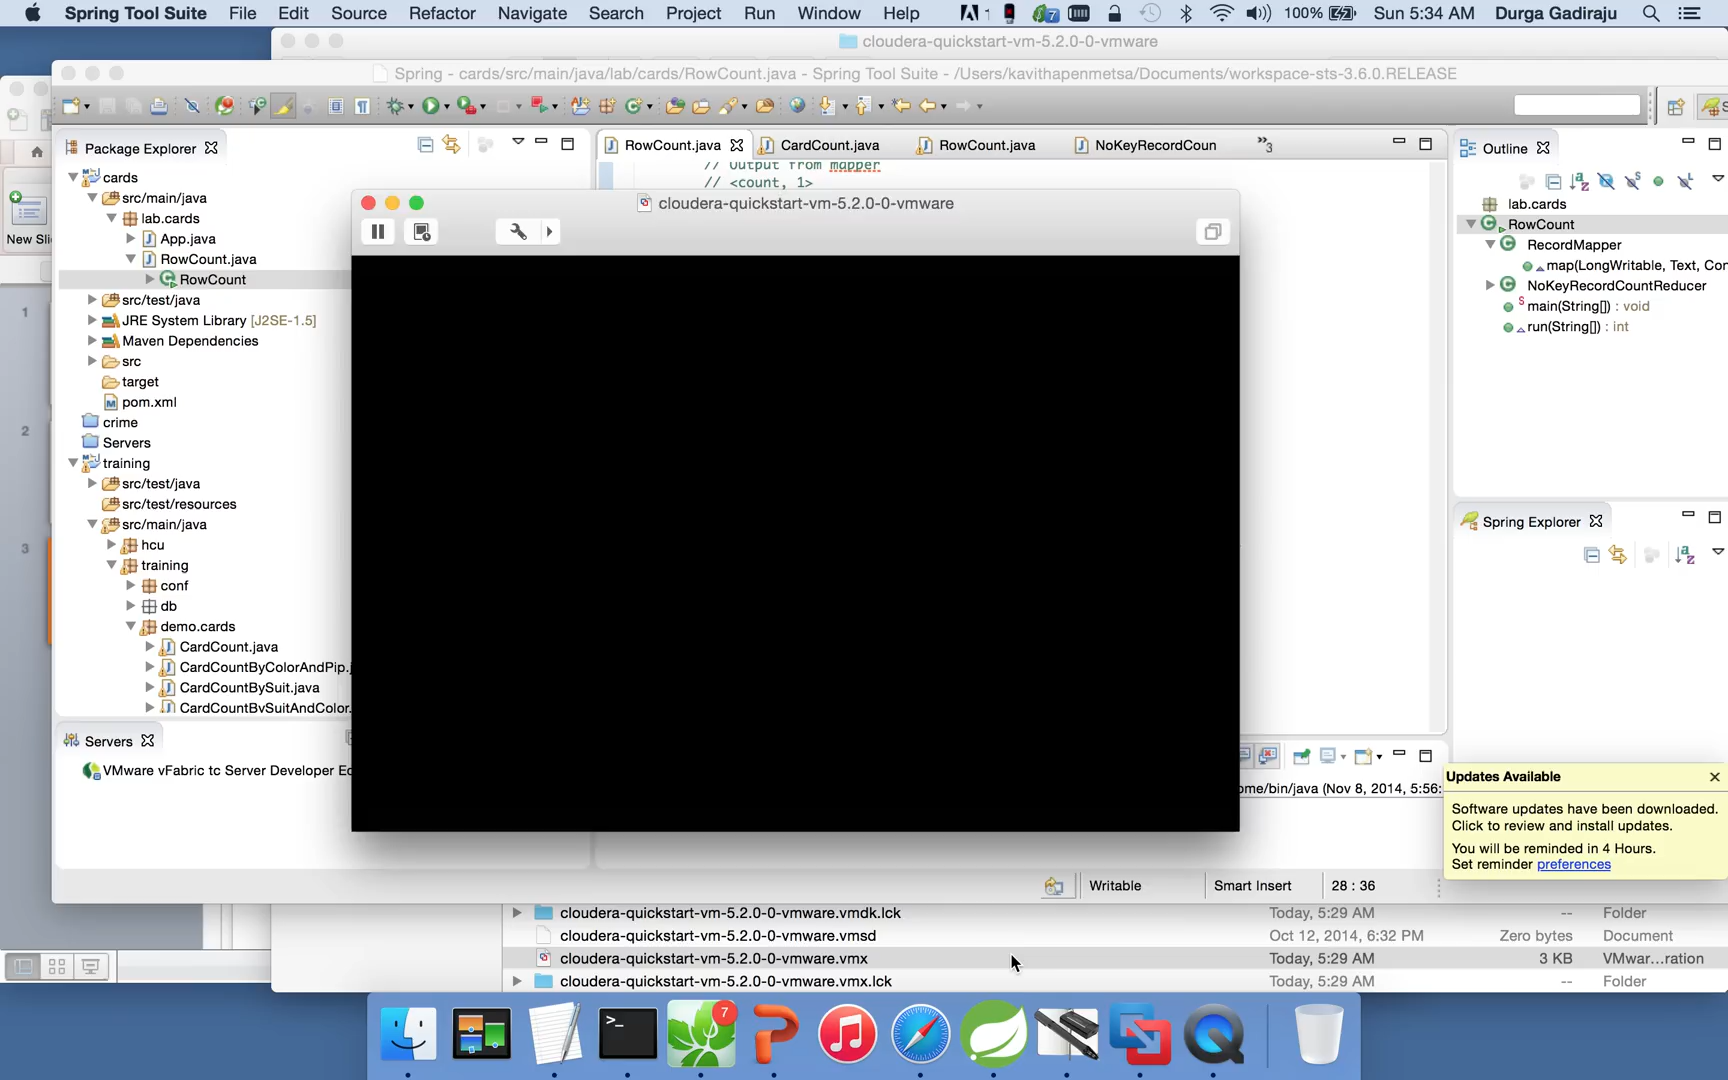 Spring Tool Suite File Edit Source Refactor Navigate Search Project Run Window Help 1 7 100% Sun 5:34 AM Durga Gadiraju
cloudera-quickstart-vm-5.2.0-0-vmware
Spring - cards/src/main/java/lab/cards/RowCount.java - Spring Tool Suite - /Users/kavithapenmetsa/Documents/workspace-sts-3.6.0.RELEASE
Package Explorer
RowCount.java CardCount.java RowCount.java NoKeyRecordCoun »3
Outline
// Output from mapper
// <count, 1>
cloudera-quickstart-vm-5.2.0-0-vmware
New Sli
1
2
3
cards
src/main/java
lab.cards
App.java
RowCount.java
RowCount
src/test/java
JRE System Library [J2SE-1.5]
Maven Dependencies
src
target
pom.xml
crime
Servers
training
src/test/java
src/test/resources
src/main/java
hcu
training
conf
db
demo.cards
CardCount.java
CardCountByColorAndPip.j
CardCountBySuit.java
CardCountBySuitAndColor.
Servers
VMware vFabric tc Server Developer Ed
lab.cards
RowCount
RecordMapper
map(LongWritable, Text, Con
NoKeyRecordCountReducer
main(String[]) : void
run(String[]) : int
Spring Explorer
ome/bin/java (Nov 8, 2014, 5:56:
Updates Available
Software updates have been downloaded.
Click to review and install updates.
You will be reminded in 4 Hours.
Set reminder preferences
Writable Smart Insert 28 : 36
cloudera-quickstart-vm-5.2.0-0-vmware.vmdk.lck Today, 5:29 AM -- Folder
cloudera-quickstart-vm-5.2.0-0-vmware.vmsd Oct 12, 2014, 6:32 PM Zero bytes Document
cloudera-quickstart-vm-5.2.0-0-vmware.vmx Today, 5:29 AM 3 KB VMwar...ration
cloudera-quickstart-vm-5.2.0-0-vmware.vmx.lck Today, 5:29 AM -- Folder
7